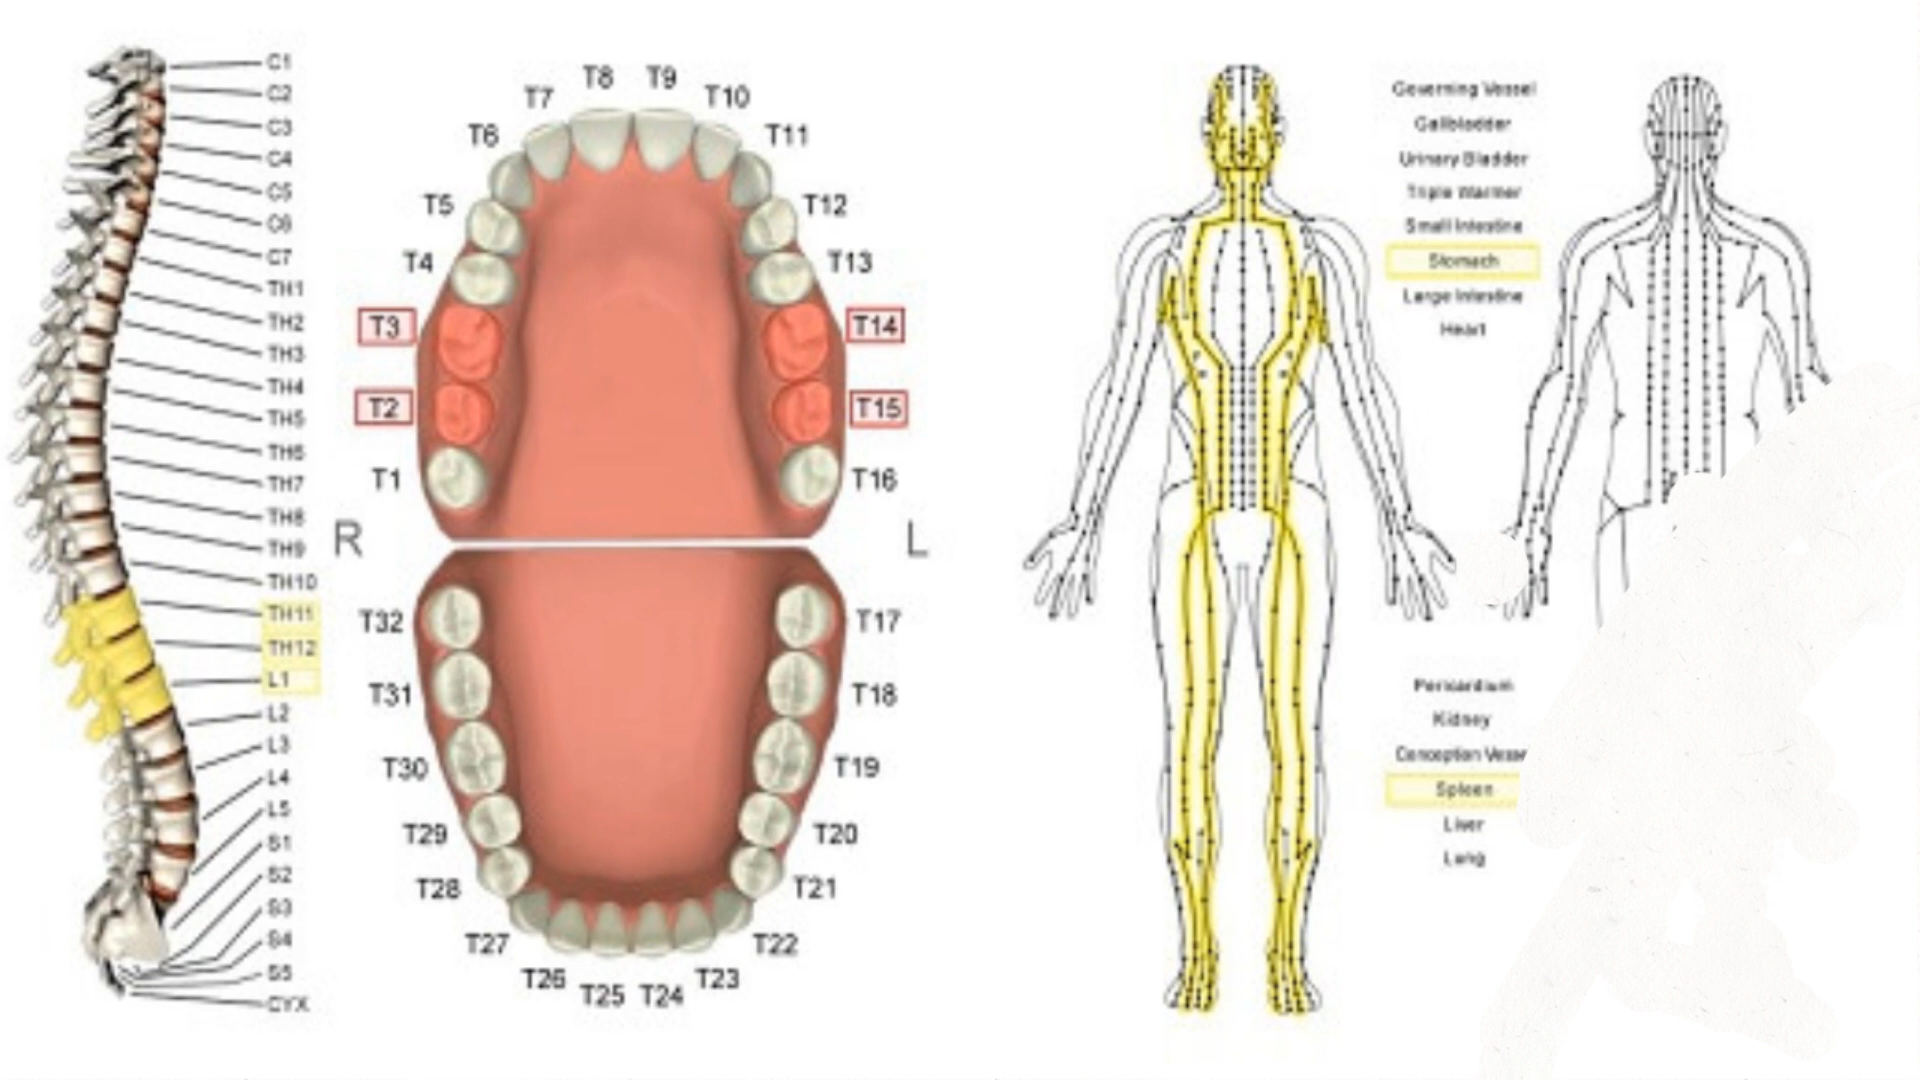 C1
C2
C3
C4
C5
C6
C7
TH1
TH2
TH3
TH4
TH5
TH6
TH7
TH8
TH9
TH10
TH11
TH12
L1
L2
L3
L4
L5
S1
S2
S3
S4
S5
CYX
T8 T9
T7 T10
T6 T11
T5 T12
T4 T13
T3 T14
T2 T15
T1 T16
R L
T32 T17
T31 T18
T30 T19
T29 T20
T28 T21
T27 T22
T26 T23
T25 T24
Governing Vessel
Gallbladder
Urinary Bladder
Triple Warmer
Small Intestine
Stomach
Large Intestine
Heart
Pericardium
Kidney
Conception
Spleen
Liver
Lung